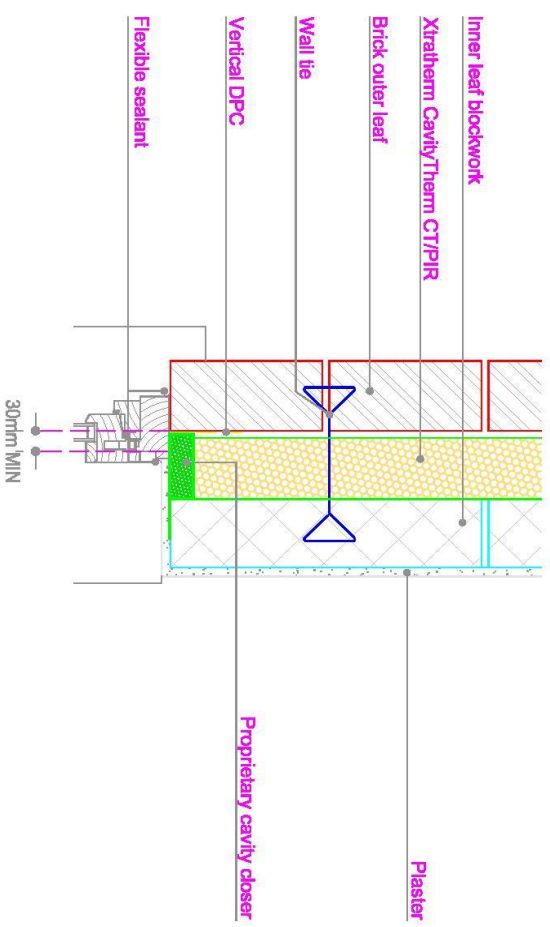 Inner leaf blockwork
Xtratherm CavityTherm CT/PIR
Brick outer leaf
Wall tie
Vertical DPC
Flexible sealant
Plaster
Proprietary cavity closer
30mm MIN